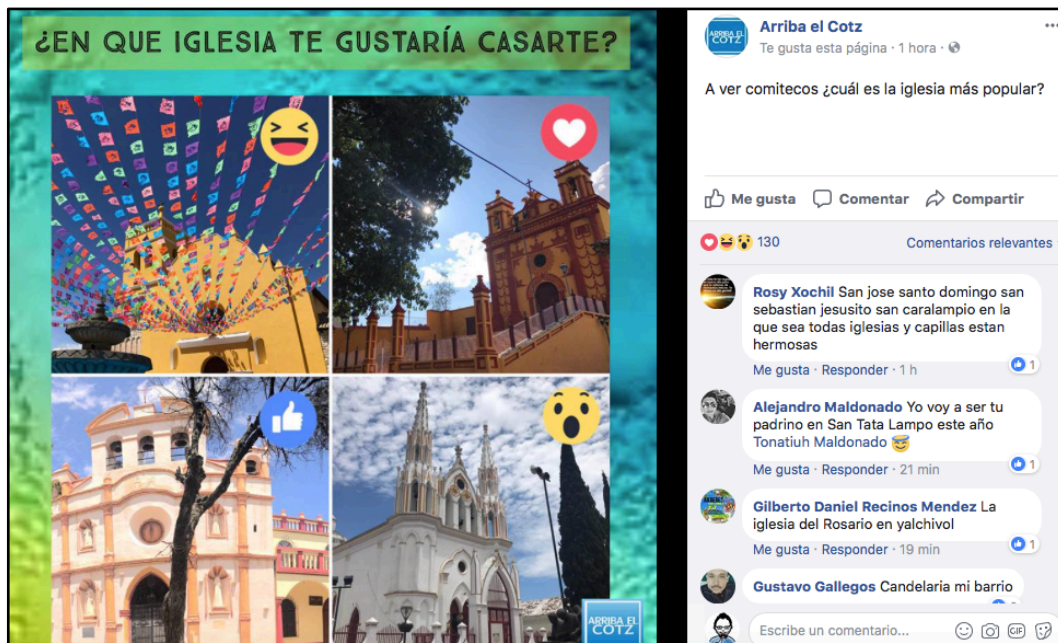 ¿EN QUE IGLESIA TE GUSTARÍA CASARTE?
ARRIBA EL
COTZ
ARRIBA EL
COTZ
Arriba el Cotz
Te gusta esta página · 1 hora ·
A ver comitecos ¿cuál es la iglesia más popular?
Me gusta Comentar Compartir
130 Comentarios relevantes
Rosy Xochil San jose santo domingo san
sebastian jesusito san caralampio en la
que sea todas iglesias y capillas estan
hermosas
Me gusta · Responder · 1 h 1
Alejandro Maldonado Yo voy a ser tu
padrino en San Tata Lampo este año
Tonatiuh Maldonado
Me gusta · Responder · 21 min 1
Gilberto Daniel Recinos Mendez La
iglesia del Rosario en yalchivol
Me gusta · Responder · 19 min 1
Gustavo Gallegos Candelaria mi barrio
Escribe un comentario... GIF